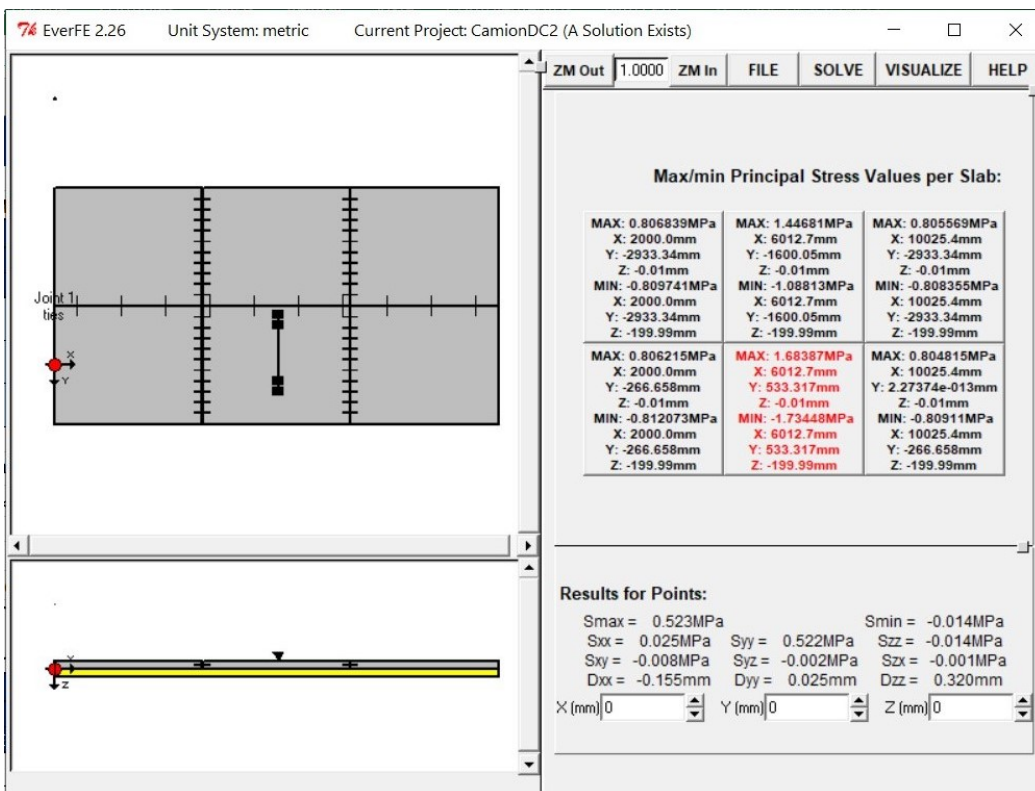 EverFE 2.26 Unit System: metric Current Project: CamionDC2 (A Solution Exists)
ZM Out 1.0000 ZM In FILE SOLVE VISUALIZE HELP
Max/min Principal Stress Values per Slab:
MAX: 0.806839MPa
X: 2000.0mm
Y: -2933.34mm
Z: -0.01mm
MIN: -0.809741MPa
X: 2000.0mm
Y: -2933.34mm
Z: -199.99mm
MAX: 1.44681MPa
X: 6012.7mm
Y: -1600.05mm
Z: -0.01mm
MIN: -1.08813MPa
X: 6012.7mm
Y: -1600.05mm
Z: -199.99mm
MAX: 0.805569MPa
X: 10025.4mm
Y: -2933.34mm
Z: -0.01mm
MIN: -0.808355MPa
X: 10025.4mm
Y: -2933.34mm
Z: -199.99mm
MAX: 0.806215MPa
X: 2000.0mm
Y: -266.658mm
Z: -0.01mm
MIN: -0.812073MPa
X: 2000.0mm
Y: -266.658mm
Z: -199.99mm
MAX: 1.68387MPa
X: 6012.7mm
Y: 533.317mm
Z: -0.01mm
MIN: -1.73448MPa
X: 6012.7mm
Y: 533.317mm
Z: -199.99mm
MAX: 0.804815MPa
X: 10025.4mm
Y: 2.27374e-013mm
Z: -0.01mm
MIN: -0.80911MPa
X: 10025.4mm
Y: -266.658mm
Z: -199.99mm
Joint 1
ties
X
Y
X
Z
Results for Points:
Smax = 0.523MPa Smin = -0.014MPa
Sxx = 0.025MPa Syy = 0.522MPa Szz = -0.014MPa
Sxy = -0.008MPa Syz = -0.002MPa Szx = -0.001MPa
Dxx = -0.155mm Dyy = 0.025mm Dzz = 0.320mm
X (mm) 0 Y (mm) 0 Z (mm) 0